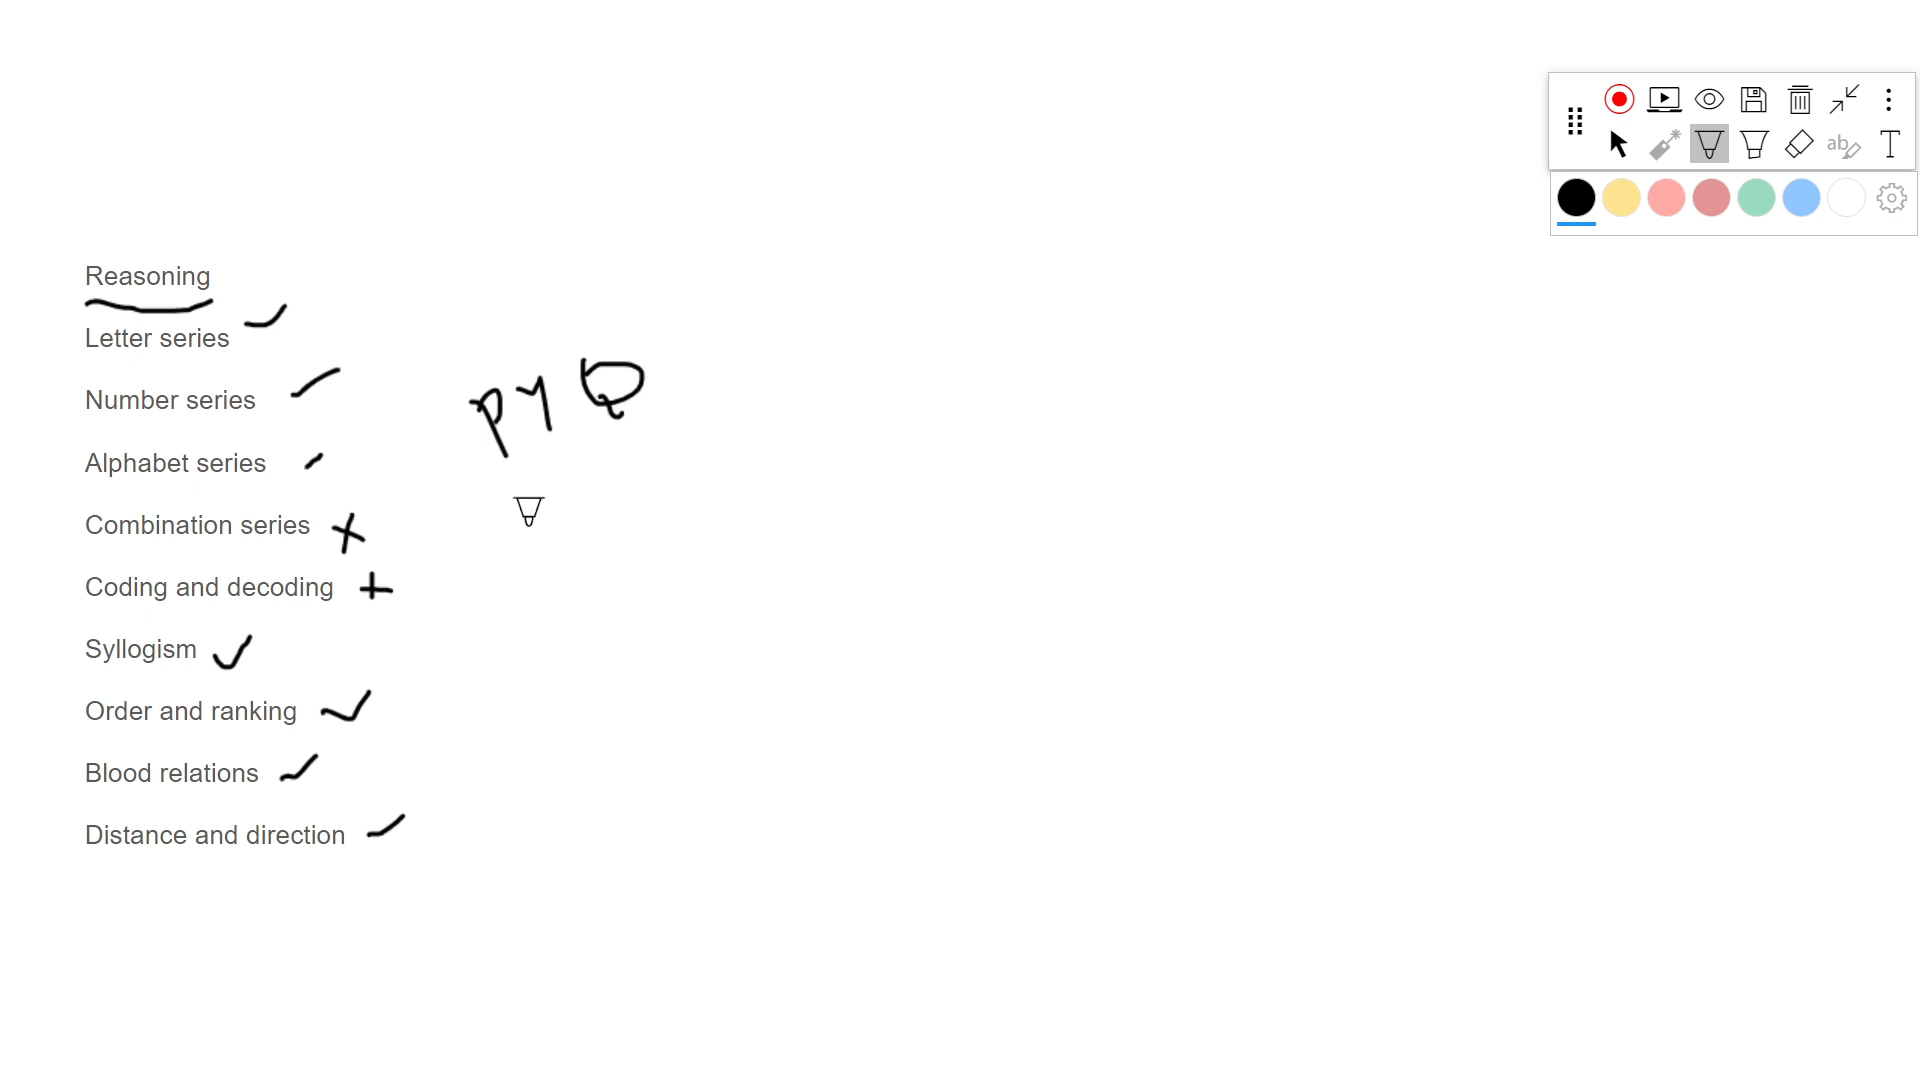 Reasoning
Letter series
Number series
pyQ
Alphabet series
Combination series
Coding and decoding
Syllogism
Order and ranking
Blood relations
Distance and direction
ab
T